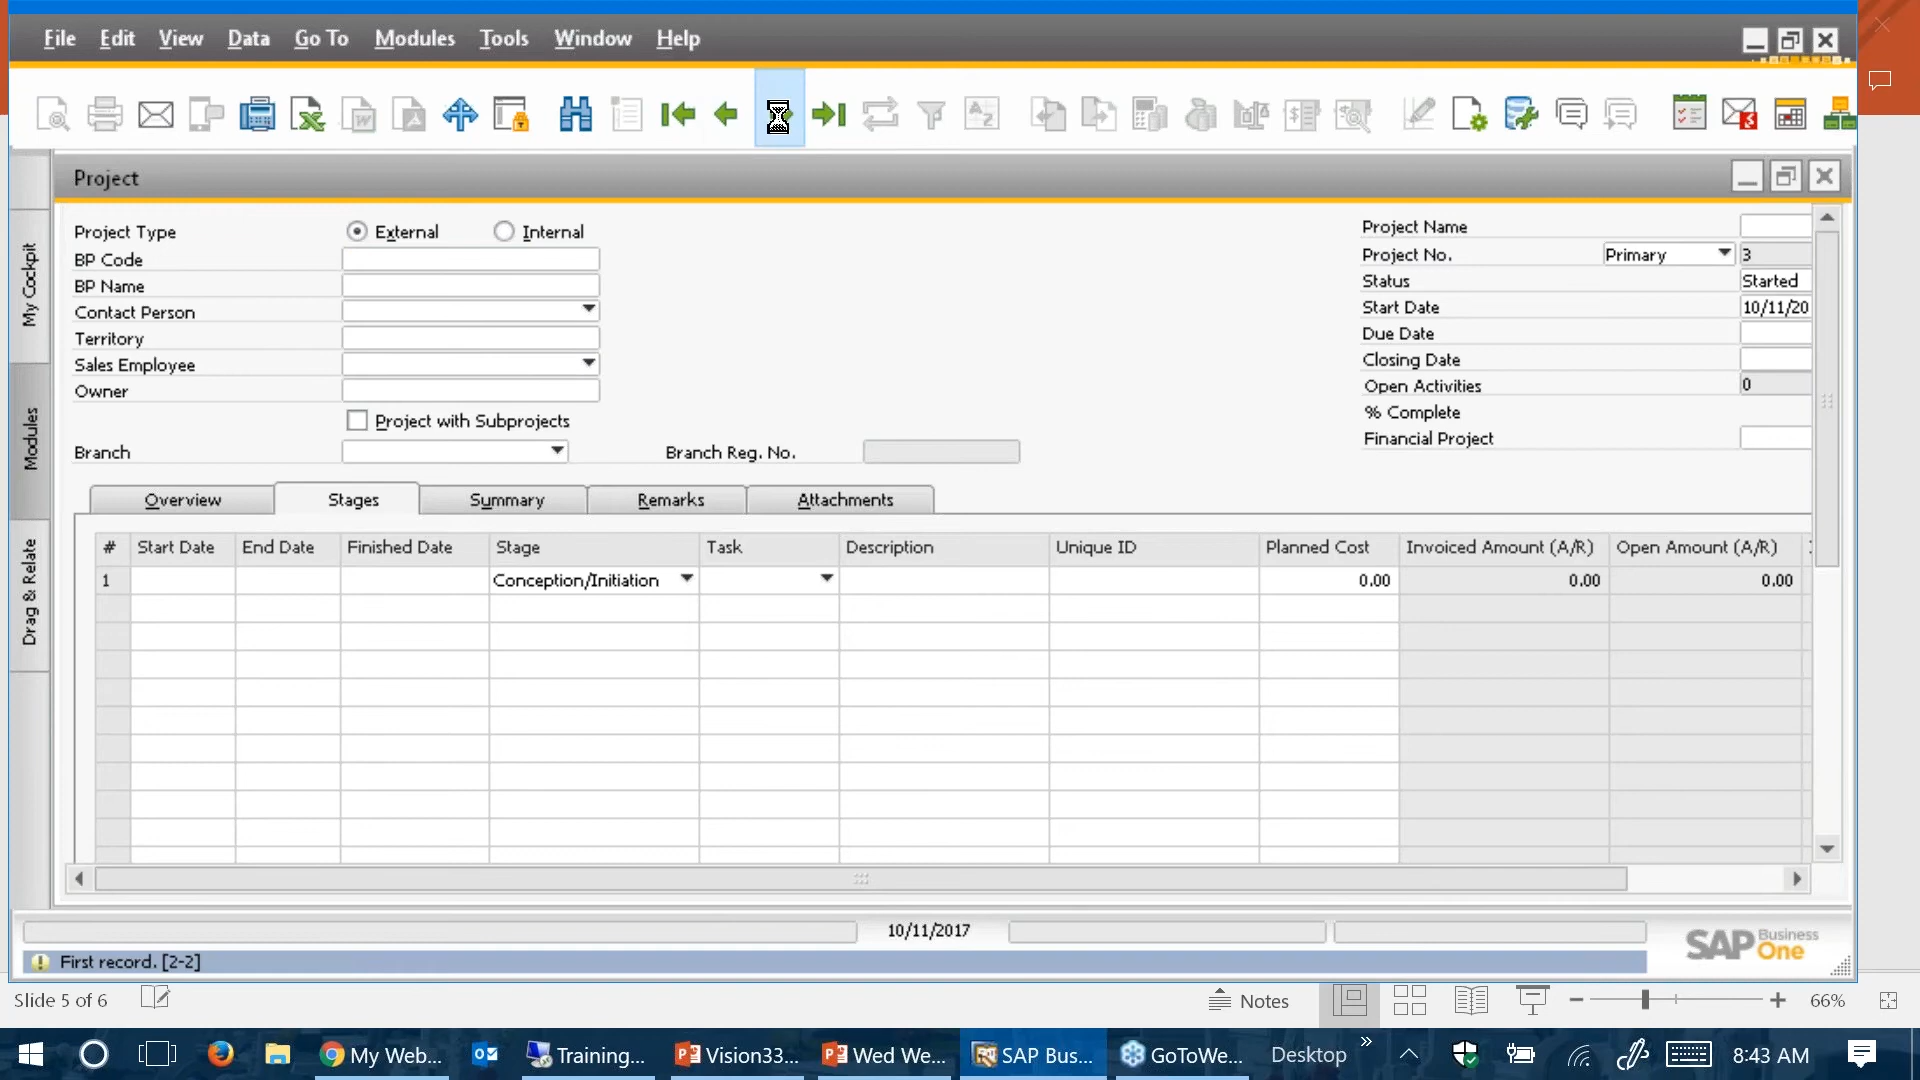 File Edit View Data Go To Modules Tools Window Help
Project
My Cockpit
Modules
Drag & Relate
Project Type External Internal
BP Code
BP Name
Contact Person
Territory
Sales Employee
Owner
Project with Subprojects
Branch Branch Reg. No.
Project Name
Project No. Primary 3
Status Started
Start Date 10/11/20
Due Date
Closing Date
Open Activities 0
% Complete
Financial Project
Overview Stages Summary Remarks Attachments
# Start Date End Date Finished Date Stage Task Description Unique ID Planned Cost Invoiced Amount (A/R) Open Amount (A/R)
1 Conception/Initiation 0.00 0.00 0.00
10/11/2017
SAP Business One
First record. [2-2]
Slide 5 of 6 Notes 66%
My Web... Training... Vision33... Wed We... SAP Bus... GoToWe... Desktop 8:43 AM